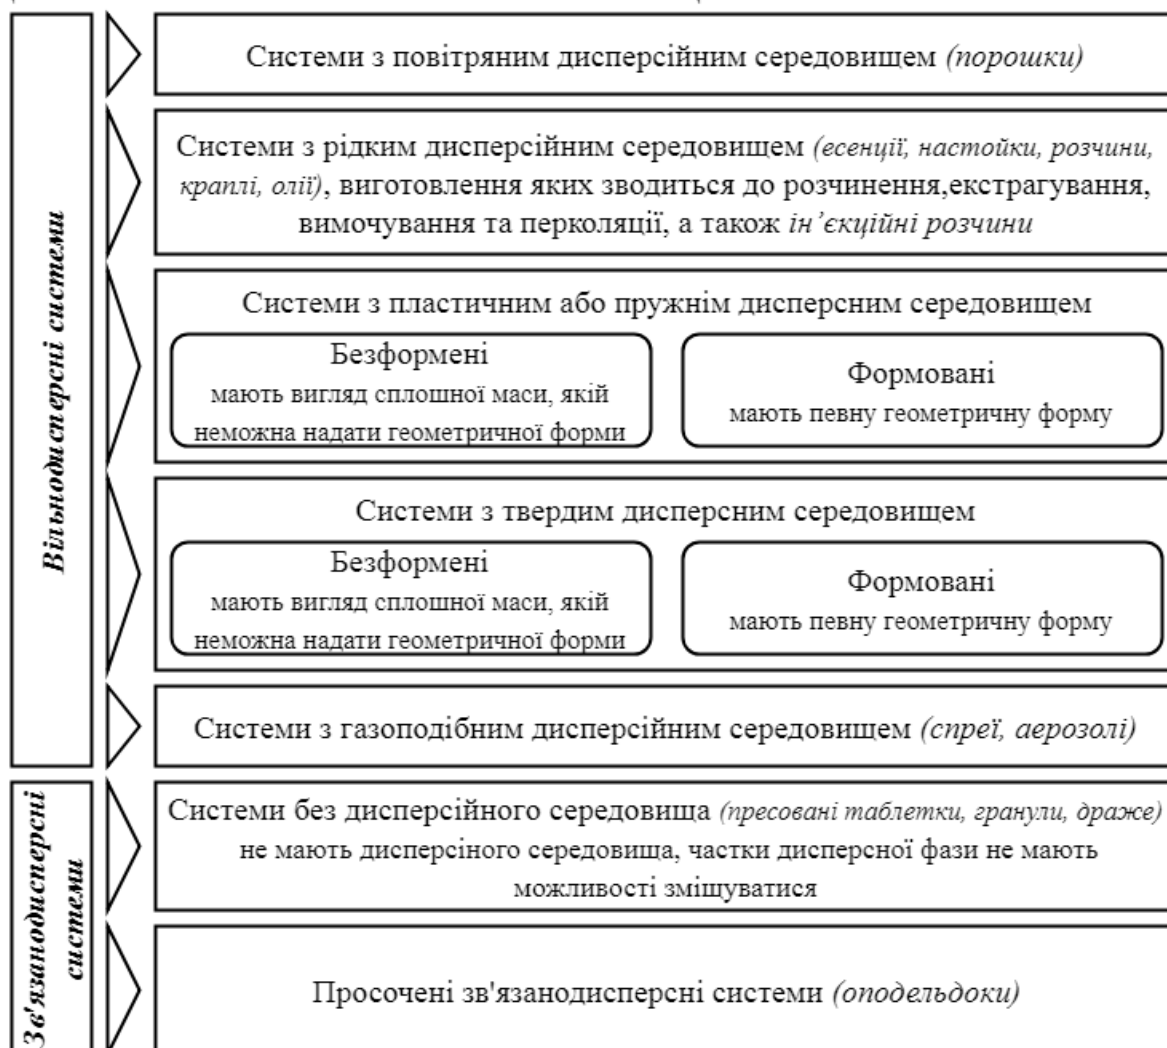 Вільнодисперсні системи
Системи з повітряним дисперсійним середовищем (порошки)
Системи з рідким дисперсійним середовищем (есенції, настойки, розчини,
краплі, олії), виготовлення яких зводиться до розчинення,екстрагування,
вимочування та перколяції, а також ін’єкційні розчини
Системи з пластичним або пружнім дисперсним середовищем
Безформені
мають вигляд сплошної маси, якій
неможна надати геометричної форми
Формовані
мають певну геометричну форму
Системи з твердим дисперсним середовищем
Безформені
мають вигляд сплошної маси, якій
неможна надати геометричної форми
Формовані
мають певну геометричну форму
Системи з газоподібним дисперсійним середовищем (спреї, аерозолі)
Зв'язанодисперсні
системи
Системи без дисперсійного середовища (пресовані таблетки, гранули, драже)
не мають дисперсіного середовища, частки дисперсної фази не мають
можливості зміщуватися
Просочені зв'язанодисперсні системи (оподельдоки)